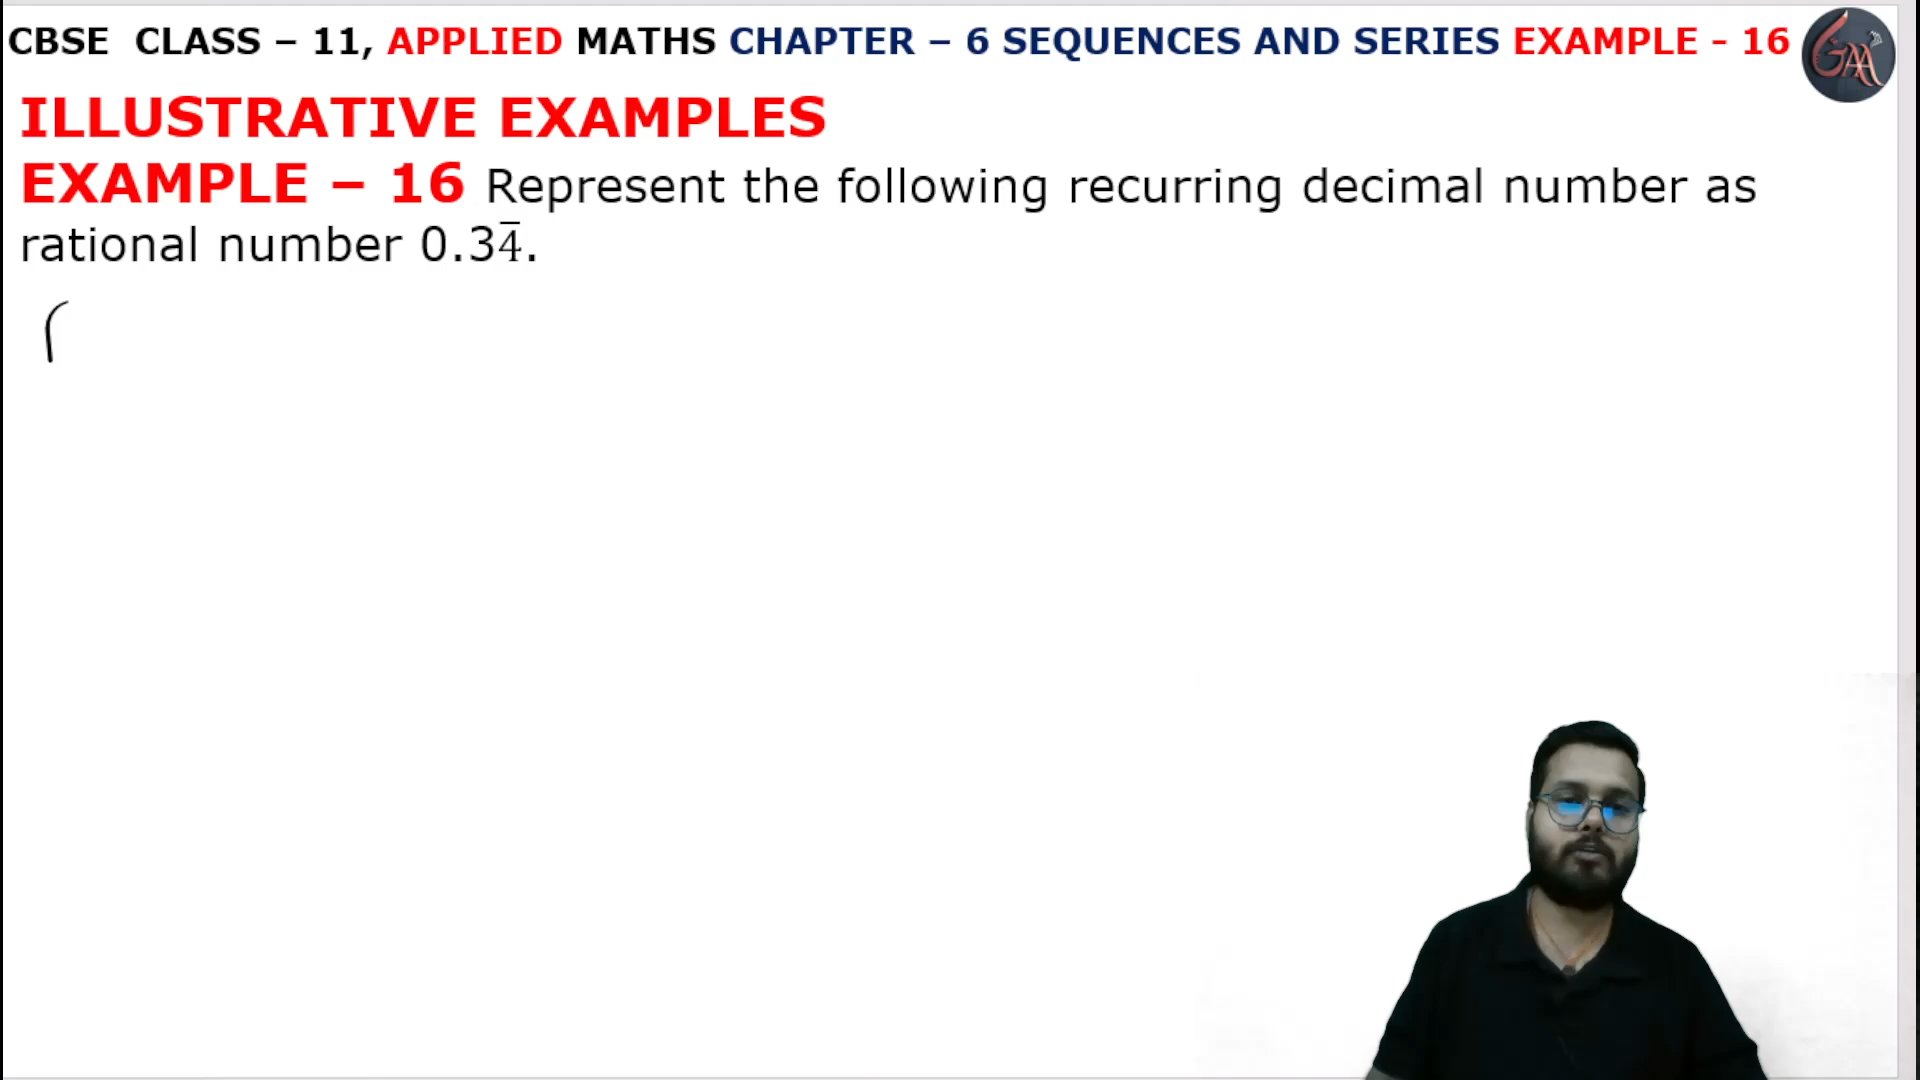 CBSE CLASS – 11, APPLIED MATHS CHAPTER – 6 SEQUENCES AND SERIES EXAMPLE - 16
ILLUSTRATIVE EXAMPLES
EXAMPLE – 16 Represent the following recurring decimal number as
rational number 0.34̅.